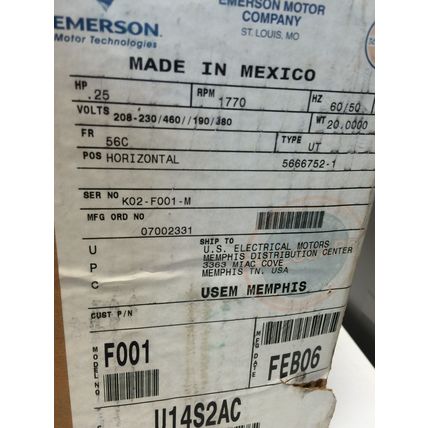 EMERSON
Motor Technologies
EMERSON MOTOR
COMPANY
ST. LOUIS, MO
MADE IN MEXICO
HP .25 RPM 1770 HZ 60/50
VOLTS 208-230/460//190/380 WT 20.0000
FR 56C TYPE UT
POS HORIZONTAL 5666752-1
SER NO K02-F001-M
MFG ORD NO 07002331
SHIP TO
U.S. ELECTRICAL MOTORS
MEMPHIS DISTRIBUTION CENTER
3363 MIAC COVE
MEMPHIS TN. USA
UPC
USEM MEMPHIS
CUST P/N
MODEL NO F001 MFG DATE FEB06
U14S2AC